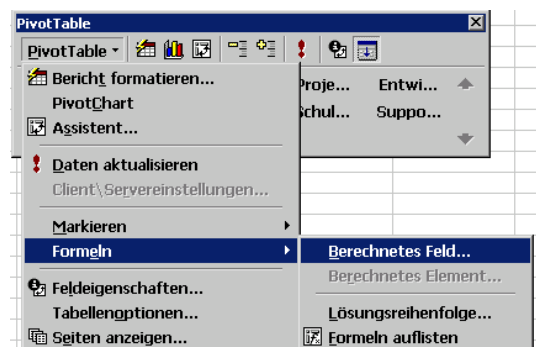 PivotTable
PivotTable
Bericht formatieren...
PivotChart
Assistent...
Proje... Entwi...
Schul... Suppo...
Daten aktualisieren
Client\Servereinstellungen...
Markieren
Formeln
Berechnetes Feld...
Berechnetes Element...
Feldeigenschaften...
Lösungsreihenfolge...
Tabellenoptionen...
Formeln auflisten
Seiten anzeigen...